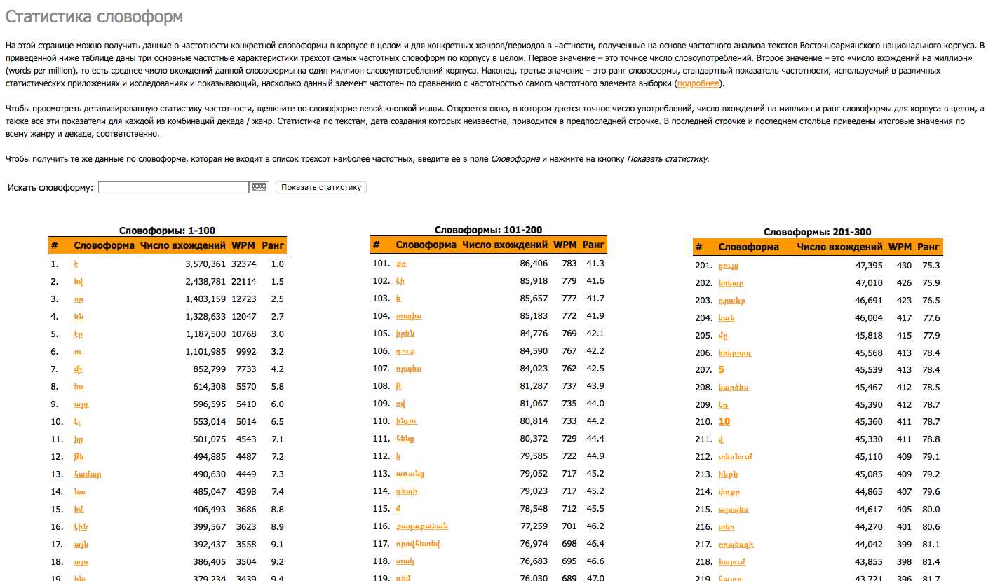 Статистика словоформ
На этой странице можно получить данные о частотности конкретной словоформы в корпусе в целом и для конкретных жанров/периодов в частности, полученные на основе частотного анализа текстов Восточноармянского национального корпуса. В
приведенной ниже таблице даны три основные частотные характеристики трехсот самых частотных словоформ по корпусу в целом. Первое значение – это точное число словоупотреблений. Второе значение – это «число вхождений на миллион»
(words per million), то есть среднее число вхождений данной словоформы на один миллион словоупотреблений корпуса. Наконец, третье значение – это ранг словоформы, стандартный показатель частотности, используемый в различных
статистических приложениях и исследованиях и показывающий, насколько данный элемент частотен по сравнению с частотностью самого частотного элемента выборки (подробнее).
Чтобы просмотреть детализированную статистику частотности, щелкните по словоформе левой кнопкой мыши. Откроется окно, в котором дается точное число употреблений, число вхождений на миллион и ранг словоформы для корпуса в целом, а
также все эти показатели для каждой из комбинаций декада / жанр. Статистика по текстам, дата создания которых неизвестна, приводится в предпоследней строчке. В последней строчке и последнем столбце приведены итоговые значения по
всему жанру и декаде, соответственно.
Чтобы получить те же данные по словоформе, которая не входит в список трехсот наиболее частотных, введите ее в поле Словоформа и нажмите на кнопку Показать статистику.
Искать словоформу: Показать статистику
Словоформы: 1-100
# Словоформа Число вхождений WPM Ранг
1. է 3,570,361 32374 1.0
2. եվ 2,438,781 22114 1.5
3. որ 1,403,159 12723 2.5
4. են 1,328,633 12047 2.7
5. էր 1,187,500 10768 3.0
6. ու 1,101,985 9992 3.2
7. մի 852,799 7733 4.2
8. ես 614,308 5570 5.8
9. այդ 596,595 5410 6.0
10. էլ 553,014 5014 6.5
11. իր 501,075 4543 7.1
12. թե 494,885 4487 7.2
13. համար 490,630 4449 7.3
14. նա 485,047 4398 7.4
15. եմ 406,493 3686 8.8
16. էին 399,567 3623 8.9
17. այն 392,437 3558 9.1
18. այս 386,405 3504 9.2
19. ինչ 379,234 3439 9.4
Словоформы: 101-200
# Словоформа Число вхождений WPM Ранг
101. քո 86,406 783 41.3
102. էի 85,918 779 41.6
103. ե 85,657 777 41.7
104. տալիս 85,183 772 41.9
105. իրեն 84,776 769 42.1
106. դուք 84,590 767 42.2
107. որպես 84,023 762 42.5
108. թ 81,287 737 43.9
109. ով 81,067 735 44.0
110. ինչու 80,814 733 44.2
111. հենց 80,372 729 44.4
112. կ 79,585 722 44.9
113. առանց 79,052 717 45.2
114. դեպի 79,023 717 45.2
115. մ 78,548 712 45.5
116. քաղաքական 77,259 701 46.2
117. որովհետեվ 76,974 698 46.4
118. տակ 76,683 695 46.6
119. դեմ 76,030 689 47.0
Словоформы: 201-300
# Словоформа Число вхождений WPM Ранг
201. ցույց 47,395 430 75.3
202. երկար 47,010 426 75.9
203. դրանք 46,691 423 76.5
204. կան 46,004 417 77.6
205. մը 45,818 415 77.9
206. երկրորդ 45,568 413 78.4
207. 5 45,539 413 78.4
208. կարծես 45,467 412 78.5
209. էդ 45,390 412 78.7
210. 10 45,360 411 78.7
211. վ 45,330 411 78.8
212. տեսնում 45,110 409 79.1
213. ինքն 45,085 409 79.2
214. փոքր 44,865 407 79.6
215. այսպես 44,617 405 80.0
216. տեր 44,270 401 80.6
217. որպեսզի 44,042 399 81.1
218. նայում 43,855 398 81.4
219. 43,721 396 81.7